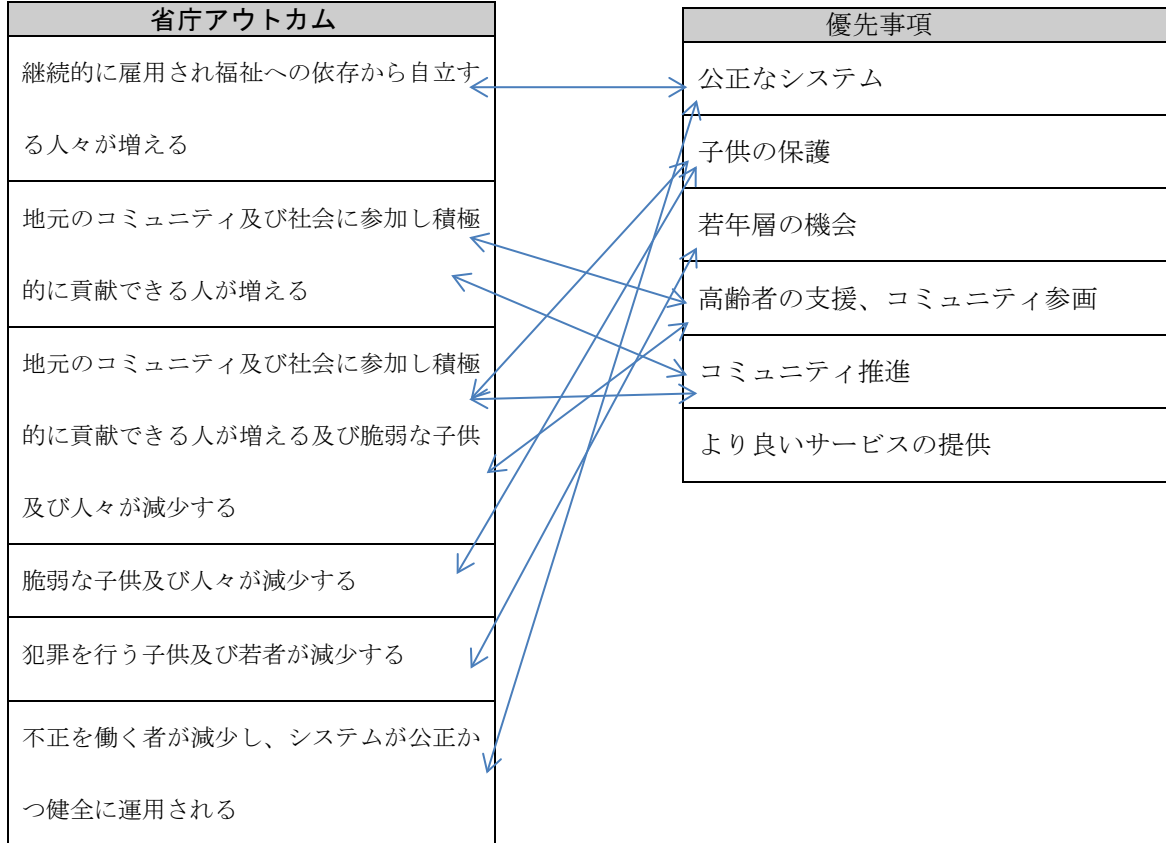 省庁アウトカム
継続的に雇用され福祉への依存から自立す
る人々が増える
地元のコミュニティ及び社会に参加し積極
的に貢献できる人が増える
地元のコミュニティ及び社会に参加し積極
的に貢献できる人が増える及び脆弱な子供
及び人々が減少する
脆弱な子供及び人々が減少する
犯罪を行う子供及び若者が減少する
不正を働く者が減少し、システムが公正か
つ健全に運用される
優先事項
公正なシステム
子供の保護
若年層の機会
高齢者の支援、コミュニティ参画
コミュニティ推進
より良いサービスの提供